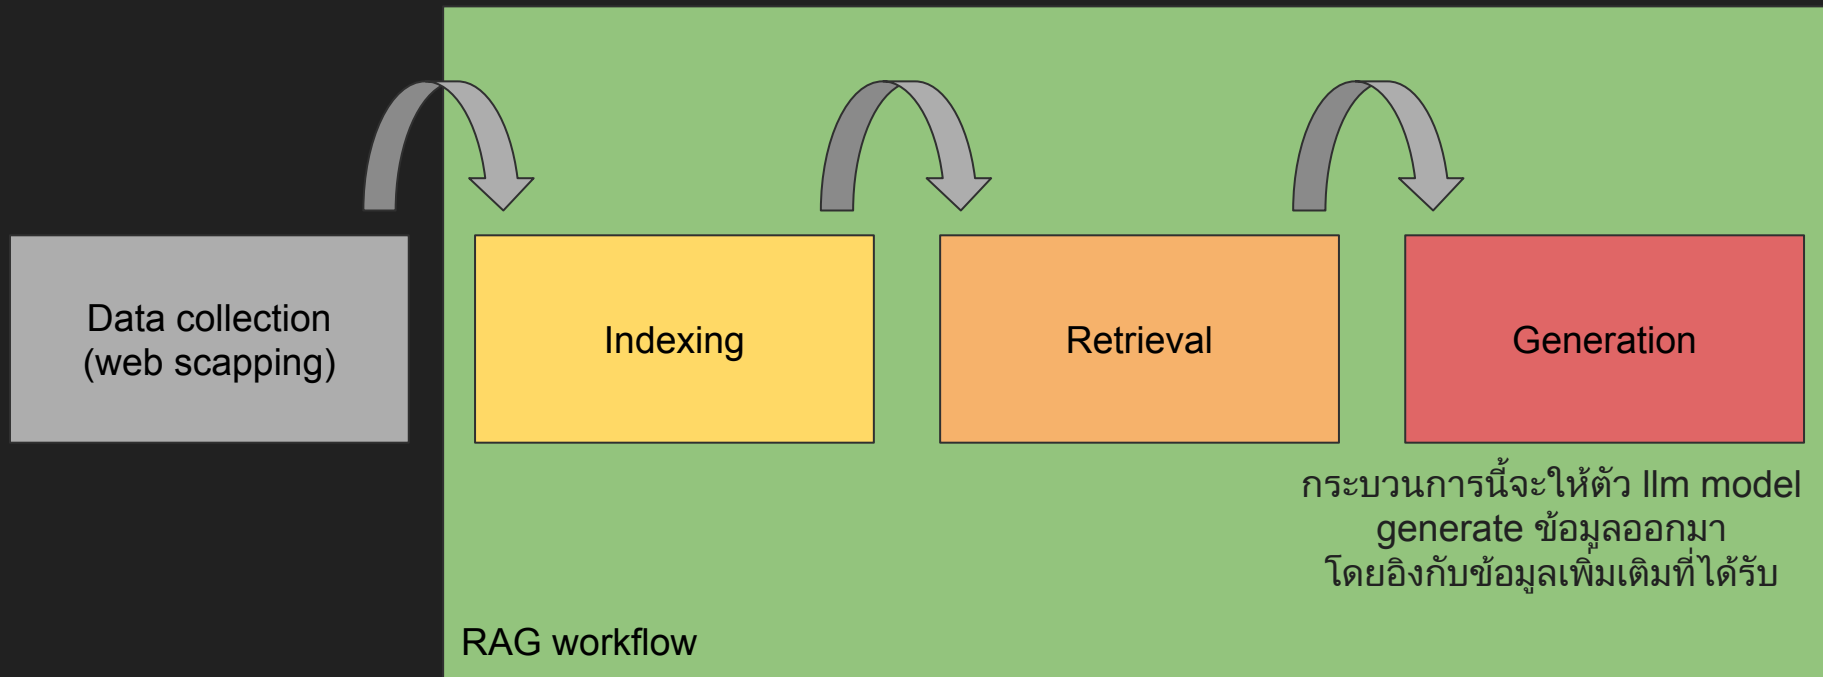 Data collection
(web scapping)
Indexing
Retrieval
Generation
กระบวนการนี้จะให้ตัว llm model
generate ข้อมูลออกมา
โดยอิงกับข้อมูลเพิ่มเติมที่ได้รับ
RAG workflow